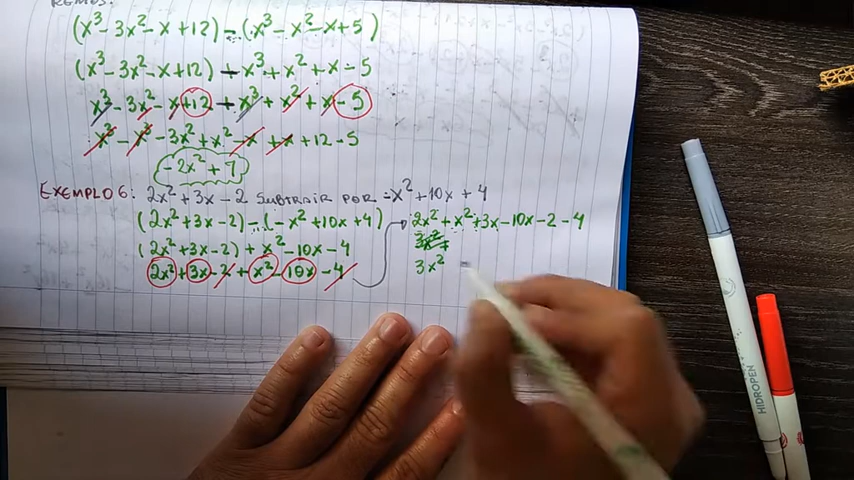 (x³ - 3x² - x + 12) - (x³ - x² - x + 5)
(x³ - 3x² - x + 12) + x³ + x² + x - 5
x³ - 3x² - x + 12 + x³ + x² + x - 5
x³ - x³ - 3x² + x² - x + x + 12 - 5
-2x² + 7
EXEMPLO 6: 2x² + 3x - 2 SUBTRAIR POR -x² + 10x + 4
(2x² + 3x - 2) - (-x² + 10x + 4)
(2x² + 3x - 2) + x² - 10x - 4
2x² + 3x - 2 + x² - 10x - 4
2x² + x² + 3x - 10x - 2 - 4
3x² -
HIDROPEN